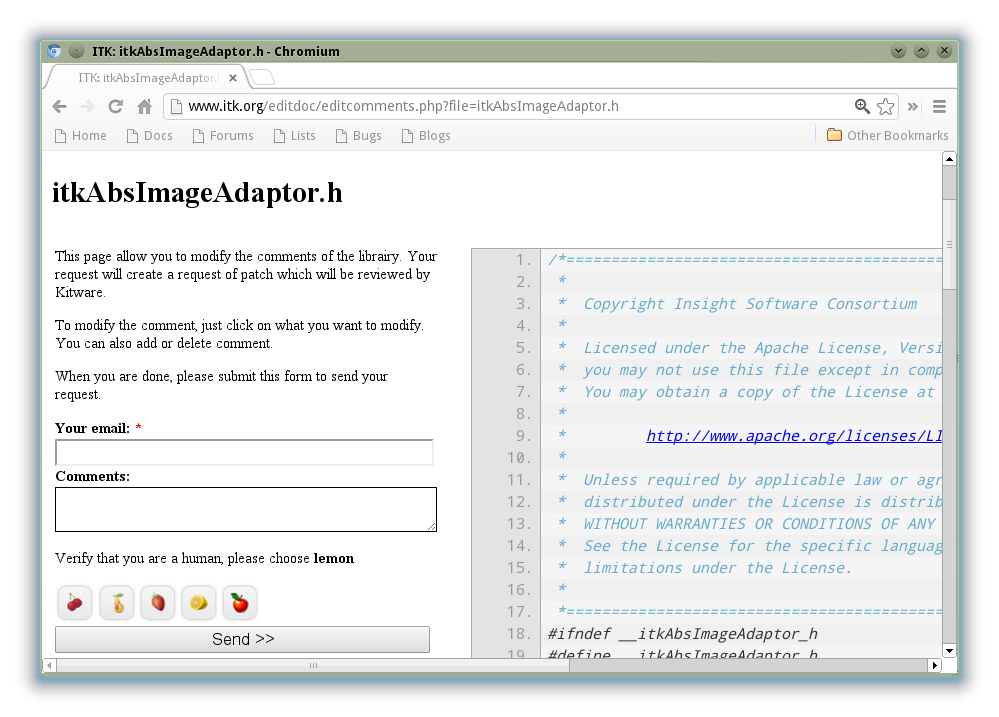 ITK: itkAbsImageAdaptor.h - Chromium
ITK: itkAbsImageAdaptor.
www.itk.org/editdoc/editcomments.php?file=itkAbsImageAdaptor.h
Home Docs Forums Lists Bugs Blogs Other Bookmarks
itkAbsImageAdaptor.h
This page allow you to modify the comments of the librairy. Your
request will create a request of patch which will be reviewed by
Kitware.
To modify the comment, just click on what you want to modify.
You can also add or delete comment.
When you are done, please submit this form to send your
request.
Your email: *
Comments:
Verify that you are a human, please choose lemon
Send >>
1. /*==========================================
2. *
3. * Copyright Insight Software Consortium
4. *
5. * Licensed under the Apache License, Versi
6. * you may not use this file except in comp
7. * You may obtain a copy of the License at
8. *
9. * http://www.apache.org/licenses/LI
10. *
11. * Unless required by applicable law or agr
12. * distributed under the License is distrib
13. * WITHOUT WARRANTIES OR CONDITIONS OF ANY
14. * See the License for the specific languag
15. * limitations under the License.
16. *
17. *==========================================
18. #ifndef __itkAbsImageAdaptor_h
19. #define __itkAbsImageAdaptor_h